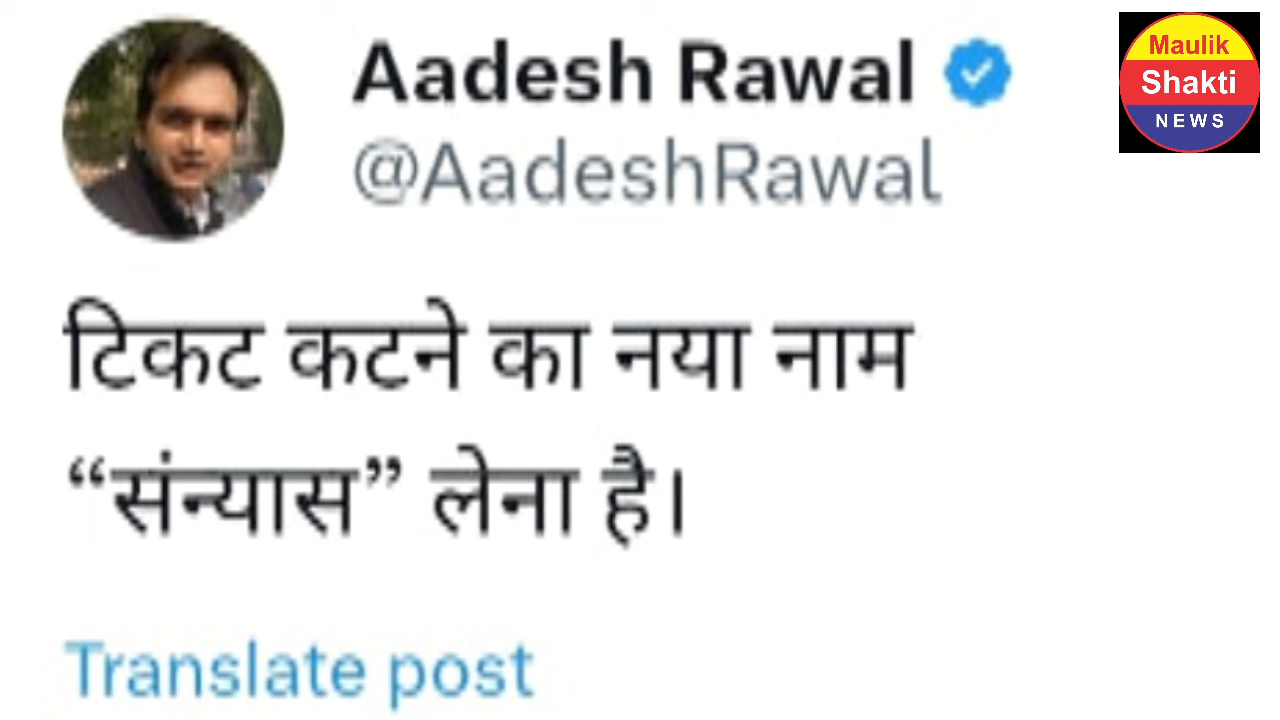 Aadesh Rawal
@AadeshRawal
Maulik
Shakti
NEWS
टिकट कटने का नया नाम
“संन्यास” लेना है।
Translate post